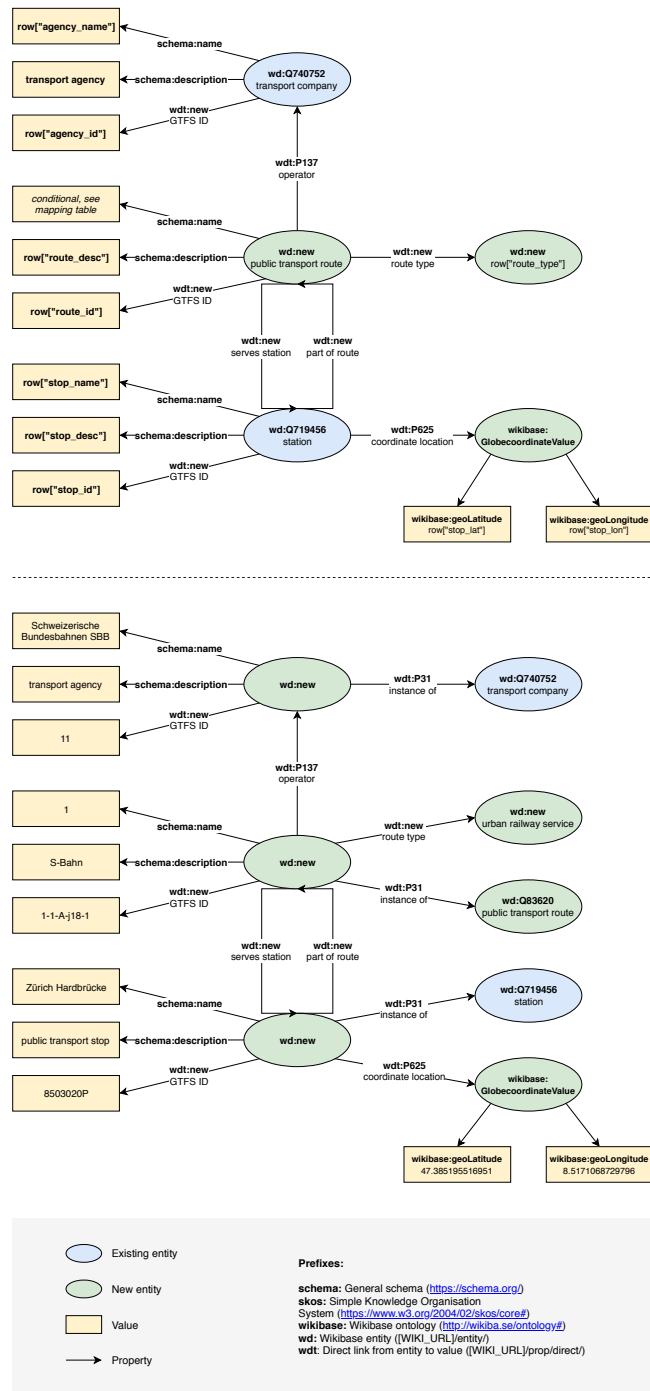 row["agency_name"]
schema:name
transport agency
schema:description
wd:Q740752
transport company
wdt:new
GTFS ID
row["agency_id"]
wdt:P137
operator
conditional, see
mapping table
schema:name
row["route_desc"]
schema:description
wd:new
public transport route
wdt:new
route type
wd:new
row["route_type"]
wdt:new
GTFS ID
row["route_id"]
wdt:new
serves station
wdt:new
part of route
row["stop_name"]
schema:name
row["stop_desc"]
schema:description
wd:Q719456
station
wdt:P625
coordinate location
wikibase:
GlobecoordinateValue
wdt:new
GTFS ID
row["stop_id"]
wikibase:geoLatitude
row["stop_lat"]
wikibase:geoLongitude
row["stop_lon"]
Schweizerische
Bundesbahnen SBB
schema:name
transport agency
schema:description
wd:new
wdt:P31
instance of
wd:Q740752
transport company
wdt:new
GTFS ID
11
wdt:P137
operator
1
schema:name
wdt:new
route type
wd:new
urban railway service
S-Bahn
schema:description
wd:new
wdt:new
GTFS ID
1-1-A-j18-1
wdt:P31
instance of
wd:Q83620
public transport route
wdt:new
serves station
wdt:new
part of route
Zürich Hardbrücke
schema:name
wdt:P31
instance of
wd:Q719456
station
public transport stop
schema:description
wd:new
wdt:new
GTFS ID
8503020P
wdt:P625
coordinate location
wikibase:
GlobecoordinateValue
wikibase:geoLatitude
47.385195516951
wikibase:geoLongitude
8.5171068729796
Existing entity
New entity
Value
Property
Prefixes:
schema: General schema (https://schema.org/)
skos: Simple Knowledge Organisation
System (https://www.w3.org/2004/02/skos/core#)
wikibase: Wikibase ontology (http://wikiba.se/ontology#)
wd: Wikibase entity ([WIKI_URL]/entity/)
wdt: Direct link from entity to value ([WIKI_URL]/prop/direct/)